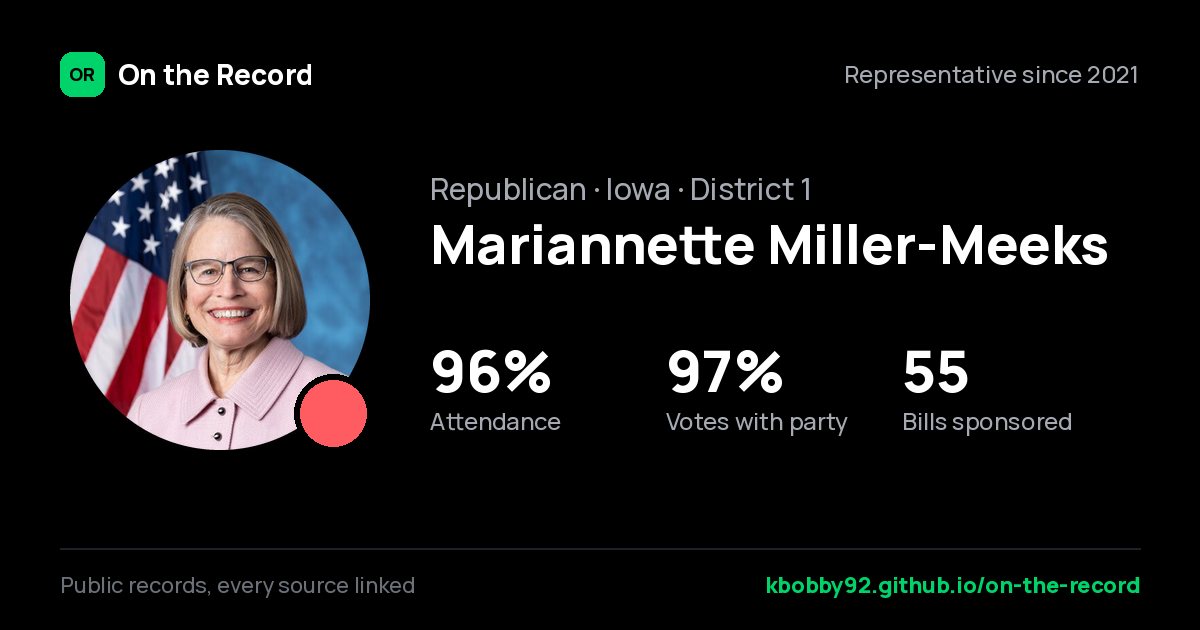 OR On the Record
Representative since 2021
Republican · Iowa · District 1
Mariannette Miller-Meeks
96% 97% 55
Attendance Votes with party Bills sponsored
Public records, every source linked
kbobby92.github.io/on-the-record